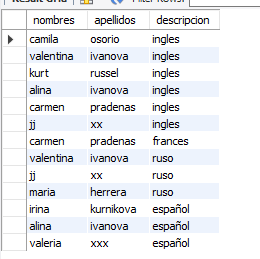 Result Grid Filter Rows:
nombres apellidos descripcion
camila osorio ingles
valentina ivanova ingles
kurt russel ingles
alina ivanova ingles
carmen pradenas ingles
jj xx ingles
carmen pradenas frances
valentina ivanova ruso
jj xx ruso
maria herrera ruso
irina kurnikova español
alina ivanova español
valeria xxx español